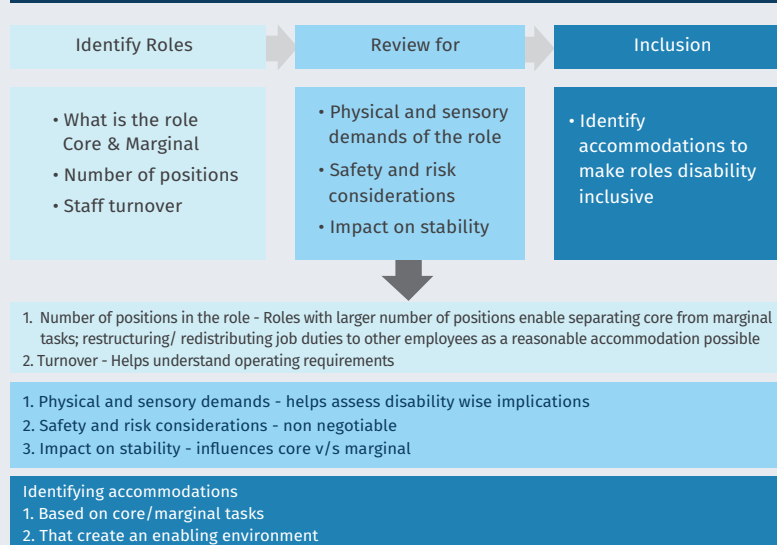 Identify Roles
Review for
Inclusion
• What is the role
Core & Marginal
• Number of positions
• Staff turnover
• Physical and sensory
demands of the role
• Safety and risk
considerations
• Impact on stability
• Identify
accommodations to
make roles disability
inclusive
1. Number of positions in the role - Roles with larger number of positions enable separating core from marginal
tasks; restructuring/ redistributing job duties to other employees as a reasonable accommodation possible
2. Turnover - Helps understand operating requirements
1. Physical and sensory demands - helps assess disability wise implications
2. Safety and risk considerations - non negotiable
3. Impact on stability - influences core v/s marginal
Identifying accommodations
1. Based on core/marginal tasks
2. That create an enabling environment